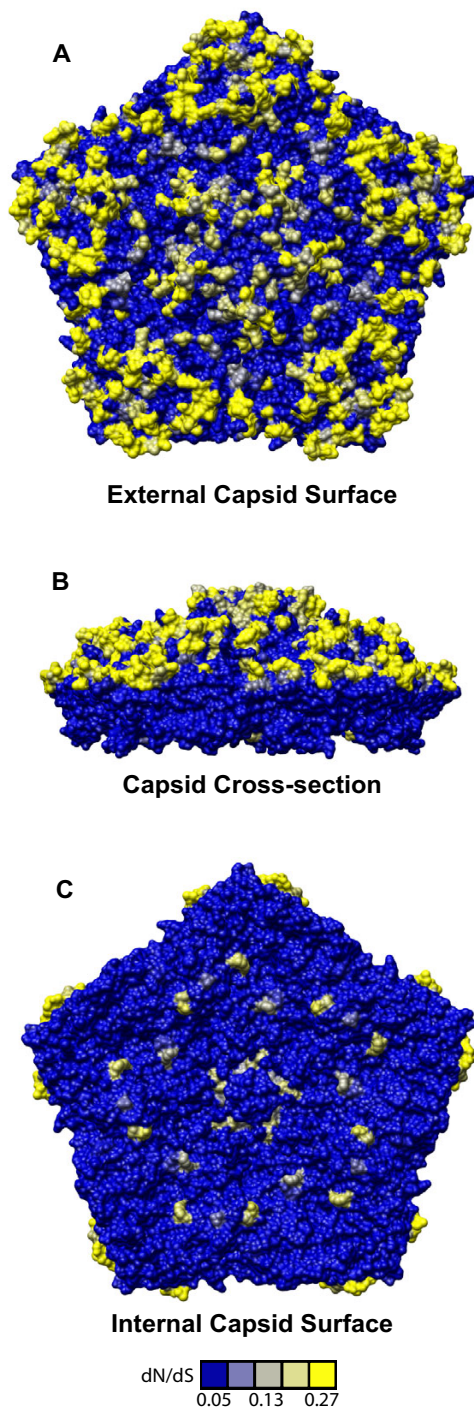 A
External Capsid Surface
B
Capsid Cross-section
C
Internal Capsid Surface
dN/dS
0.05 0.13 0.27